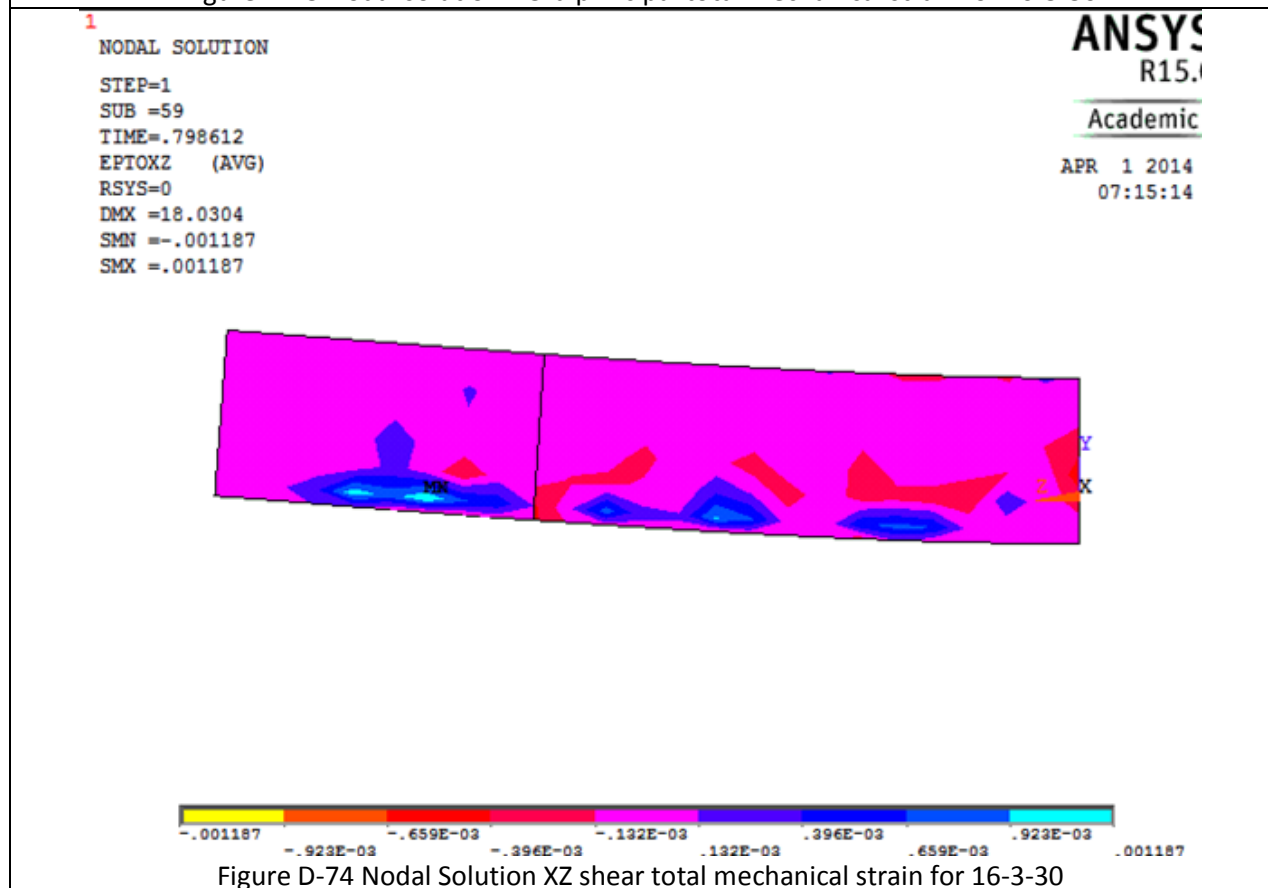 1
NODAL SOLUTION
STEP=1
SUB =59
TIME=.798612
EPTOXZ (AVG)
RSYS=0
DMX =18.0304
SMN =-.001187
SMX =.001187
ANSYS
R15.
Academic
APR 1 2014
07:15:14
Y
MN
Z X
-.001187 -.659E-03 -.132E-03 .396E-03 .923E-03
-.923E-03 -.396E-03 .132E-03 .659E-03 .001187
Figure D-74 Nodal Solution XZ shear total mechanical strain for 16-3-30